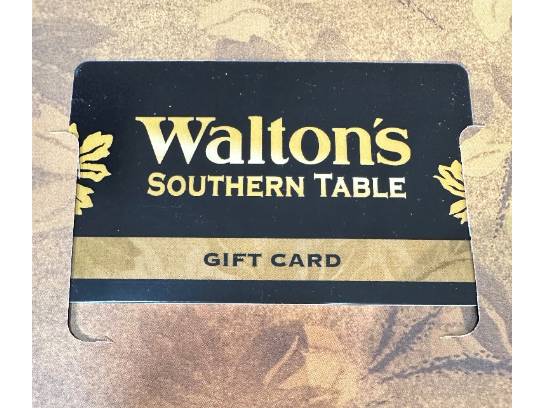 Walton's
SOUTHERN TABLE
GIFT CARD